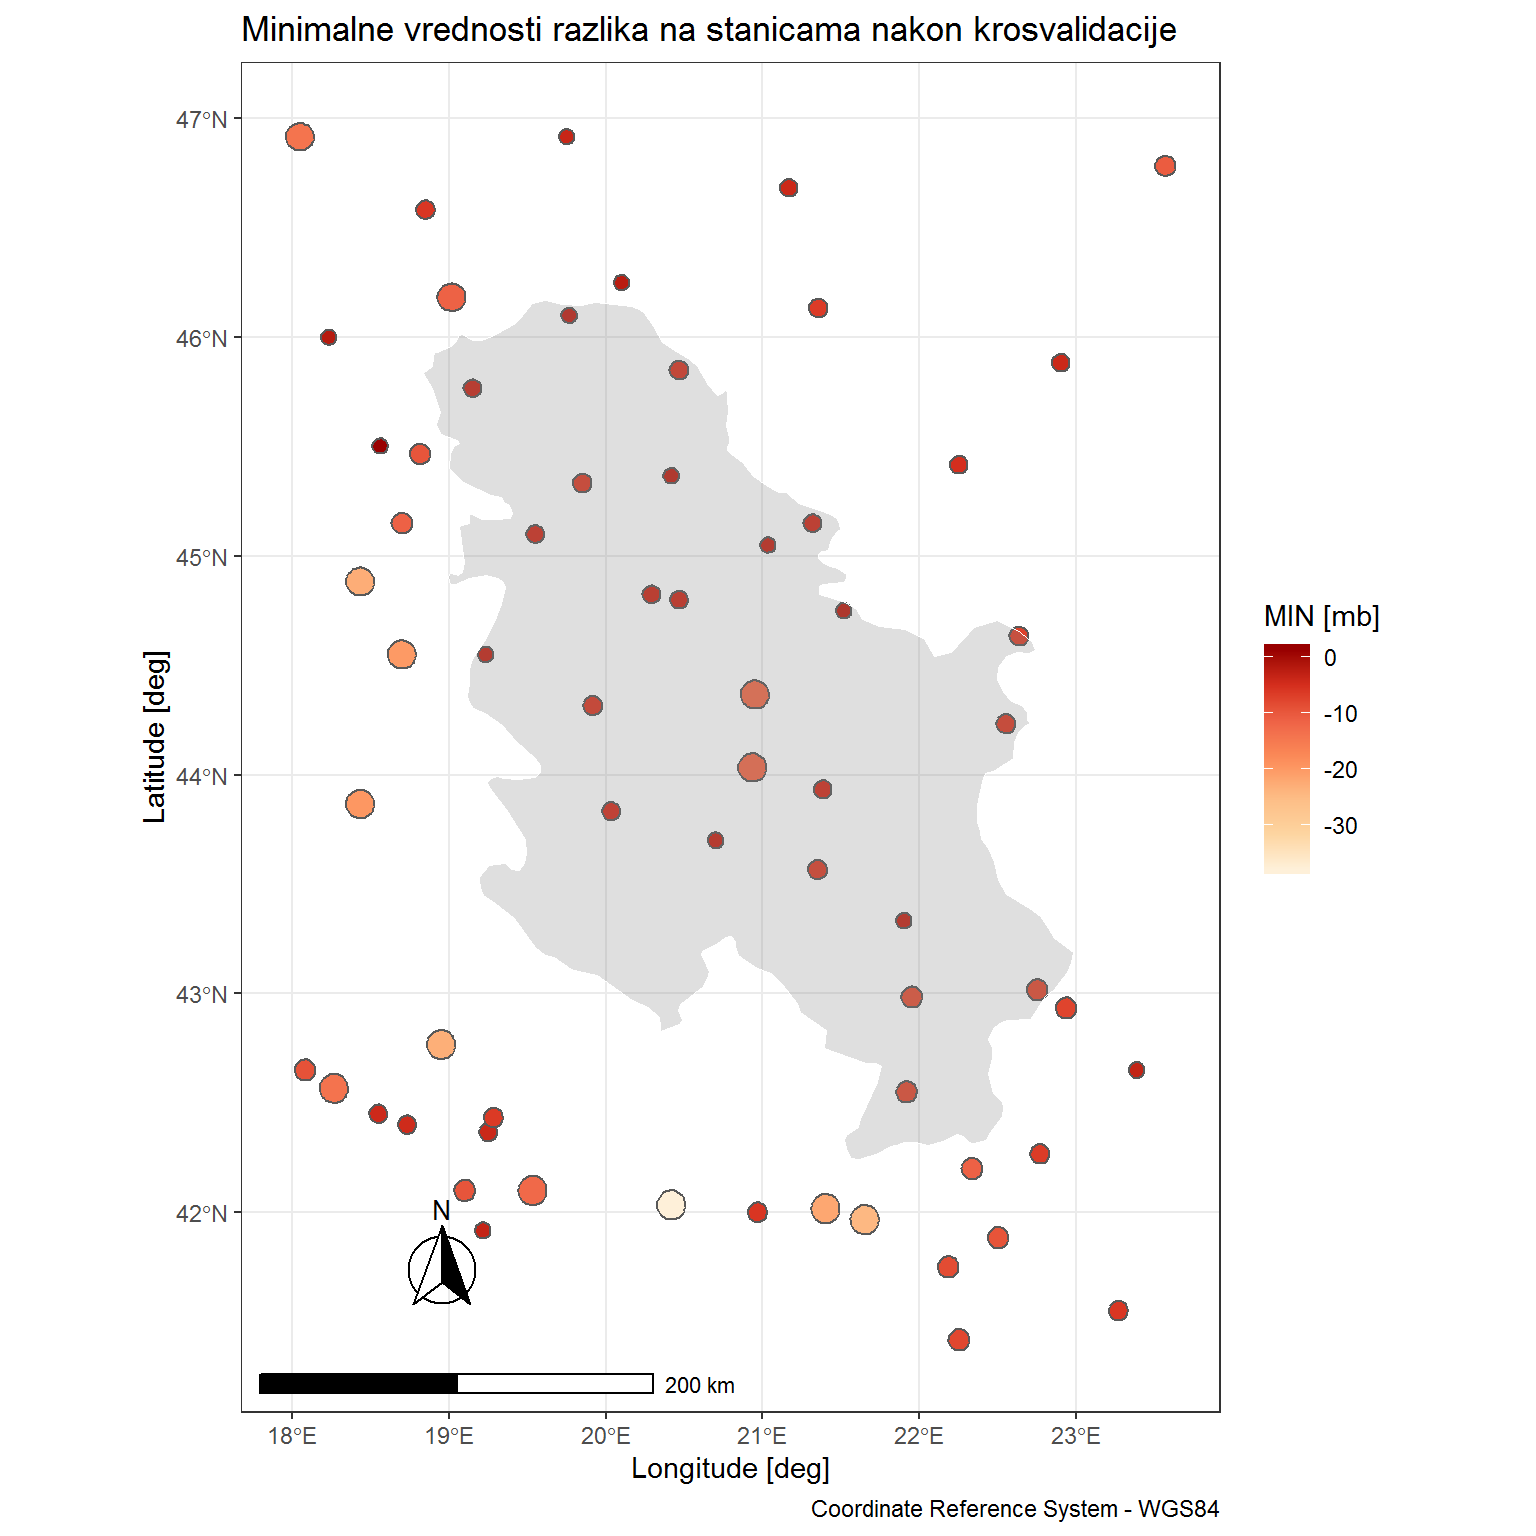 Minimalne vrednosti razlika na stanicama nakon krosvalidacije
47°N
46°N
45°N
44°N
43°N
42°N
Latitude [deg]
N
200 km
18°E 19°E 20°E 21°E 22°E 23°E
Longitude [deg]
Coordinate Reference System - WGS84
MIN [mb]
0
-10
-20
-30